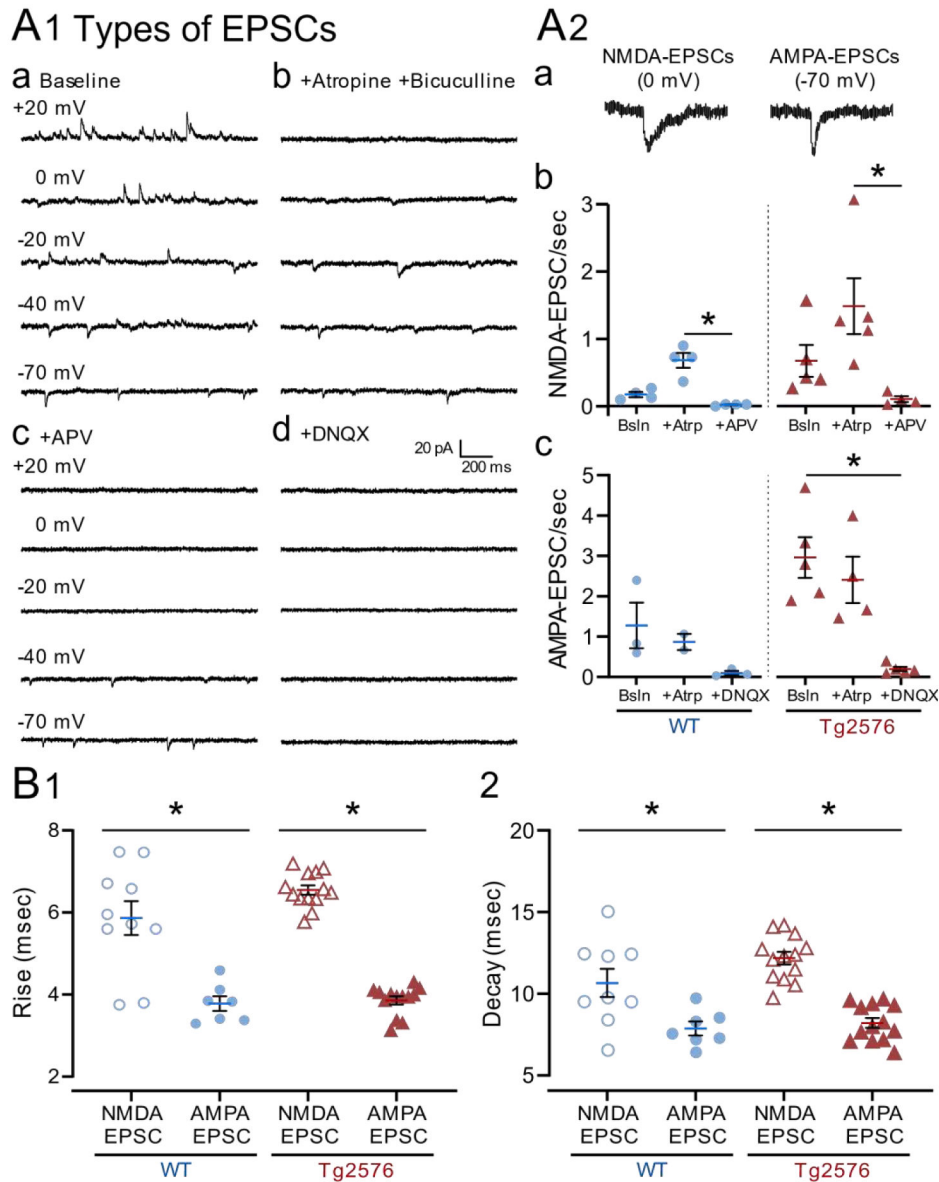 A1 Types of EPSCs
a Baseline
+20 mV
0 mV
-20 mV
-40 mV
-70 mV
b +Atropine +Bicuculline
c +APV
+20 mV
0 mV
-20 mV
-40 mV
-70 mV
d +DNQX
20 pA
200 ms
A2
a
NMDA-EPSCs
(0 mV)
AMPA-EPSCs
(-70 mV)
b
NMDA-EPSC/sec
3
2
1
0
*
*
Bsln +Atrp +APV
Bsln +Atrp +APV
c
AMPA-EPSC/sec
5
4
3
2
1
0
*
Bsln +Atrp +DNQX
Bsln +Atrp +DNQX
WT
Tg2576
B1
Rise (msec)
8
6
4
2
*
*
NMDA
EPSC
AMPA
EPSC
NMDA
EPSC
AMPA
EPSC
WT
Tg2576
2
Decay (msec)
20
15
10
5
*
*
NMDA
EPSC
AMPA
EPSC
NMDA
EPSC
AMPA
EPSC
WT
Tg2576